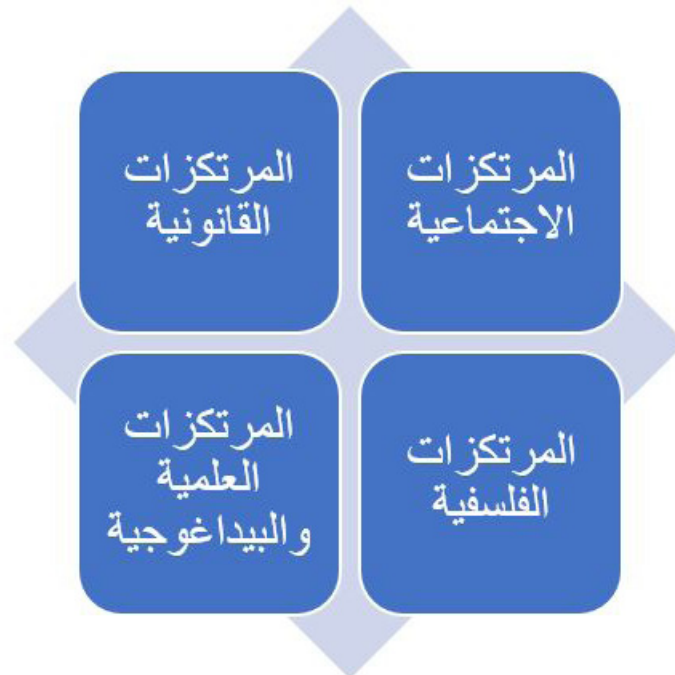 المرتكزات
الاجتماعية
المرتكزات
القانونية
المرتكزات
الفلسفية
المرتكزات
العلمية
والبيداغوجية